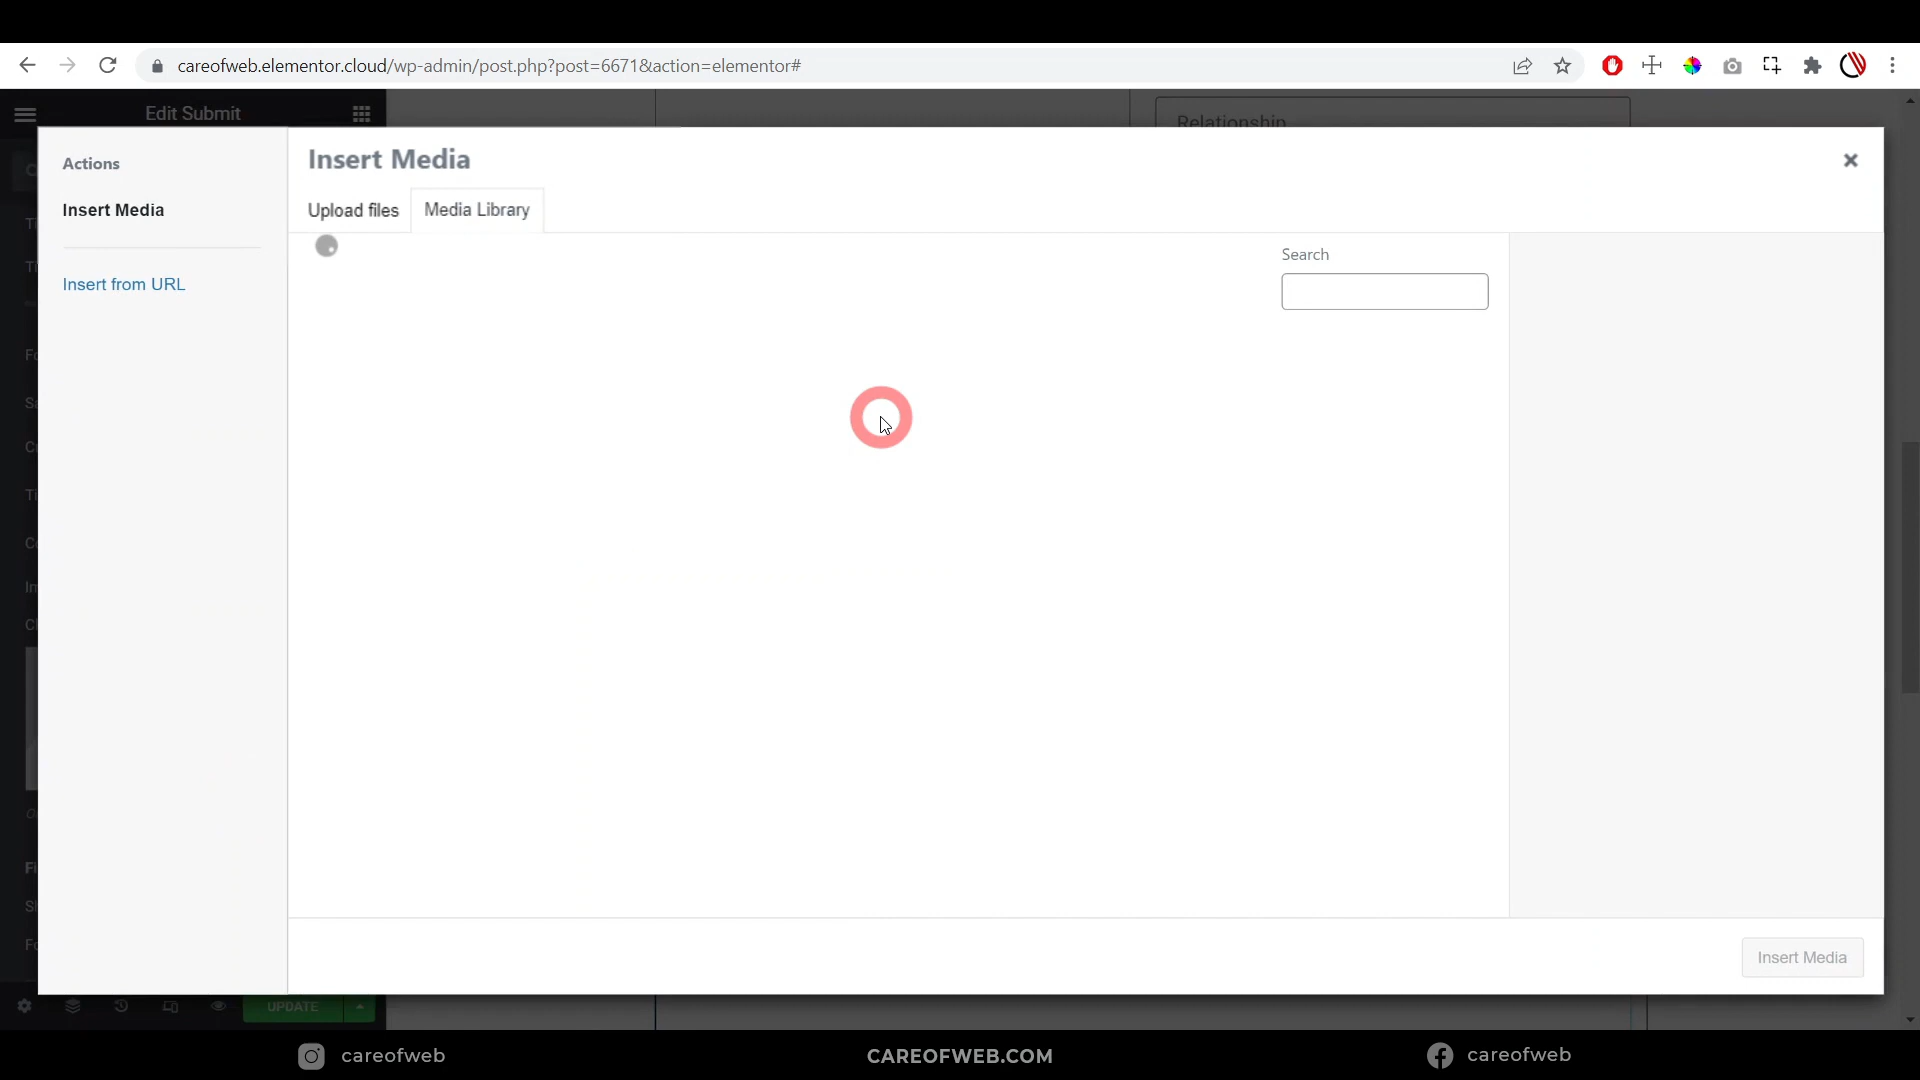 careofweb.elementor.cloud/wp-admin/post.php?post=6671&action=elementor#
Edit Submit
Relationship
Actions
Insert Media
Insert from URL
Insert Media
Upload files
Media Library
Search
Insert Media
UPDATE
careofweb
CAREOFWEB.COM
careofweb